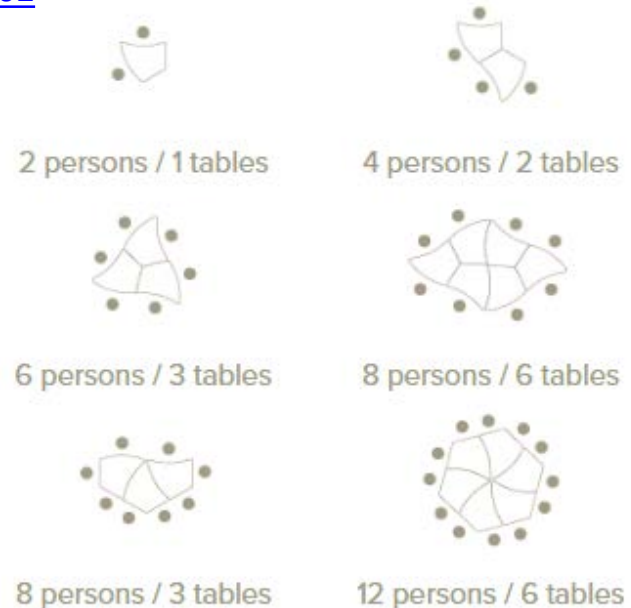 2 persons / 1 tables
4 persons / 2 tables
6 persons / 3 tables
8 persons / 6 tables
8 persons / 3 tables
12 persons / 6 tables